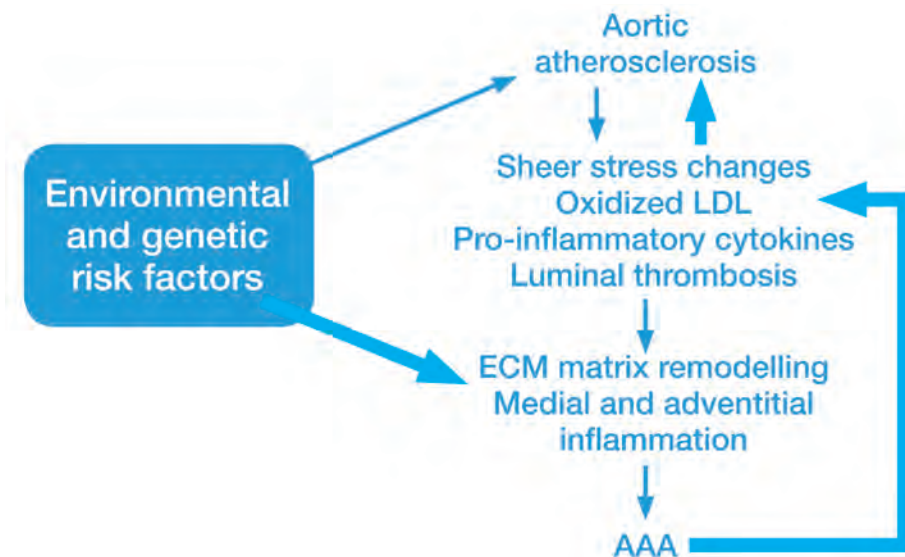 Aortic
atherosclerosis
Environmental
and genetic
risk factors
Sheer stress changes
Oxidized LDL
Pro-inflammatory cytokines
Luminal thrombosis
ECM matrix remodelling
Medial and adventitial
inflammation
AAA